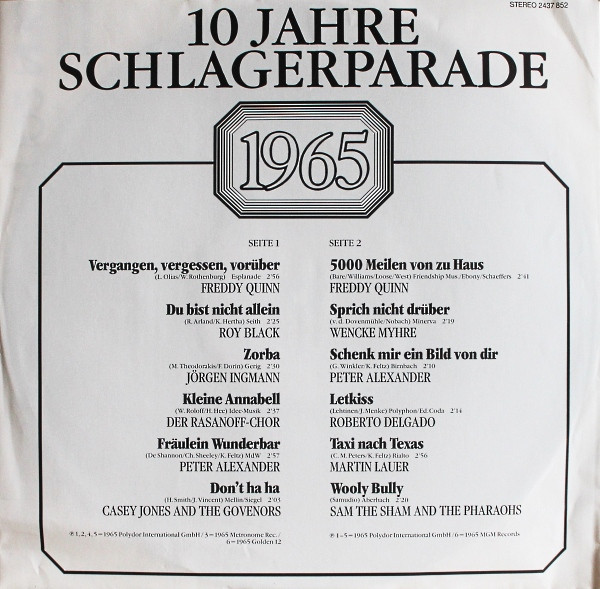 STEREO 2437 852
10 JAHRE
SCHLAGERPARADE
1965
SEITE 1
Vergangen, vergessen, vorüber
(L. Olias/W. Rothenburg) Esplanade 2'56
FREDDY QUINN
Du bist nicht allein
(R. Arland/K. Hertha) Seith 2'25
ROY BLACK
Zorba
(M. Theodorakis/F. Dorin) Gerig 2'30
JÖRGEN INGMANN
Kleine Annabell
(W. Roloff/H. Hee) Idee-Musik 2'37
DER RASANOFF-CHOR
Fräulein Wunderbar
(De Shannon/Ch. Sheeley/K. Feltz) MdW 2'57
PETER ALEXANDER
Don't ha ha
(H. Smith/J. Vincent) Mellin/Siegel 2'03
CASEY JONES AND THE GOVENORS
℗ 1, 2, 4, 5 = 1965 Polydor International GmbH / 3 = 1965 Metronome Rec. /
6 = 1965 Golden 12
SEITE 2
5000 Meilen von zu Haus
(Bare/Williams/Loose/West) Friendship Mus./Ebony/Schaeffers 2'41
FREDDY QUINN
Sprich nicht drüber
(v. d. Dovenmühle/Nobach) Minerva 2'19
WENCKE MYHRE
Schenk mir ein Bild von dir
(G. Winkler/K. Feltz) Birnbach 2'10
PETER ALEXANDER
Letkiss
(Lehtinen/J. Menke) Polyphon/Ed. Coda 2'14
ROBERTO DELGADO
Taxi nach Texas
(C. M. Peters/K. Feltz) Rialto 2'56
MARTIN LAUER
Wooly Bully
(Samudio) Aberbach 2'20
SAM THE SHAM AND THE PHARAOHS
℗ 1-5 = 1965 Polydor International GmbH / 6 = 1965 MGM Records